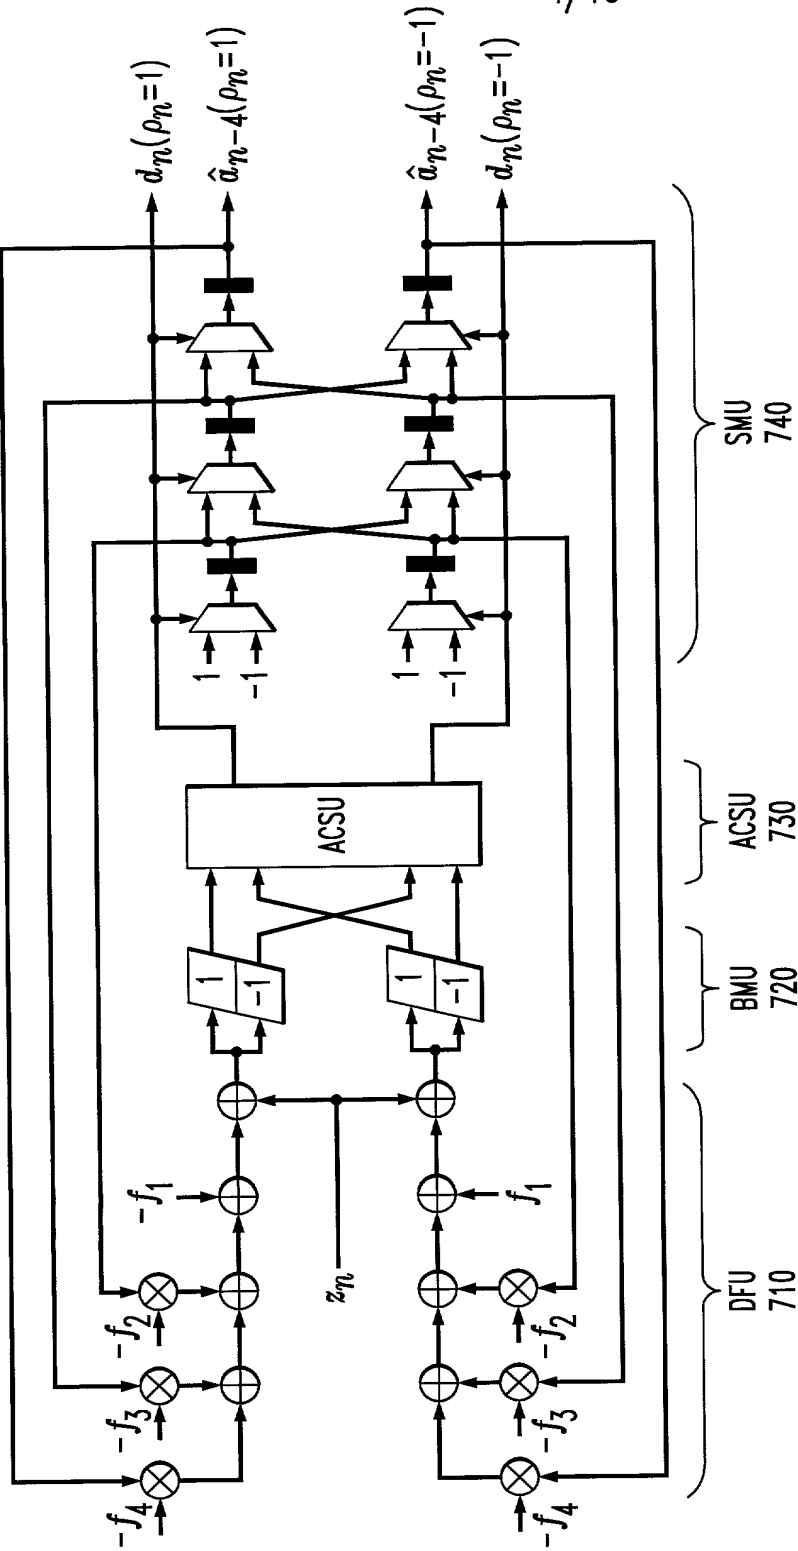 d_n(ρ_n=1)
â_{n-4}(ρ_n=1)
â_{n-4}(ρ_n=-1)
d_n(ρ_n=-1)
1
-1
1
-1
SMU
740
ACSU
ACSU
730
1
-1
1
-1
BMU
720
-f_1
f_1
z_n
-f_2
-f_2
-f_3
-f_3
-f_4
-f_4
DFU
710